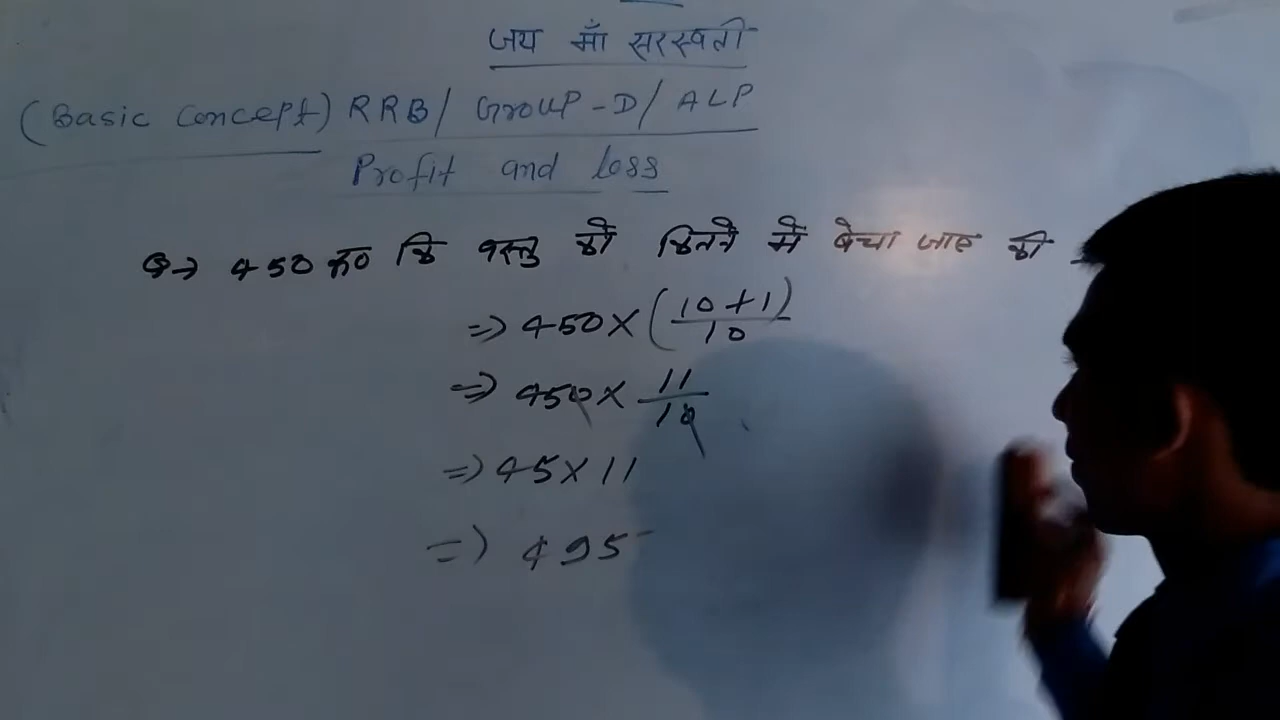 जय माँ सरस्वती
(Basic Concept) RRB/ Group-D/ ALP
Profit and loss
Q→ 450 रू० कि वस्तु को कितने में बेचा जाए की
⇒ 450 × (10+1)/10
⇒ 450 × 11/10
⇒ 45 × 11
⇒ 495